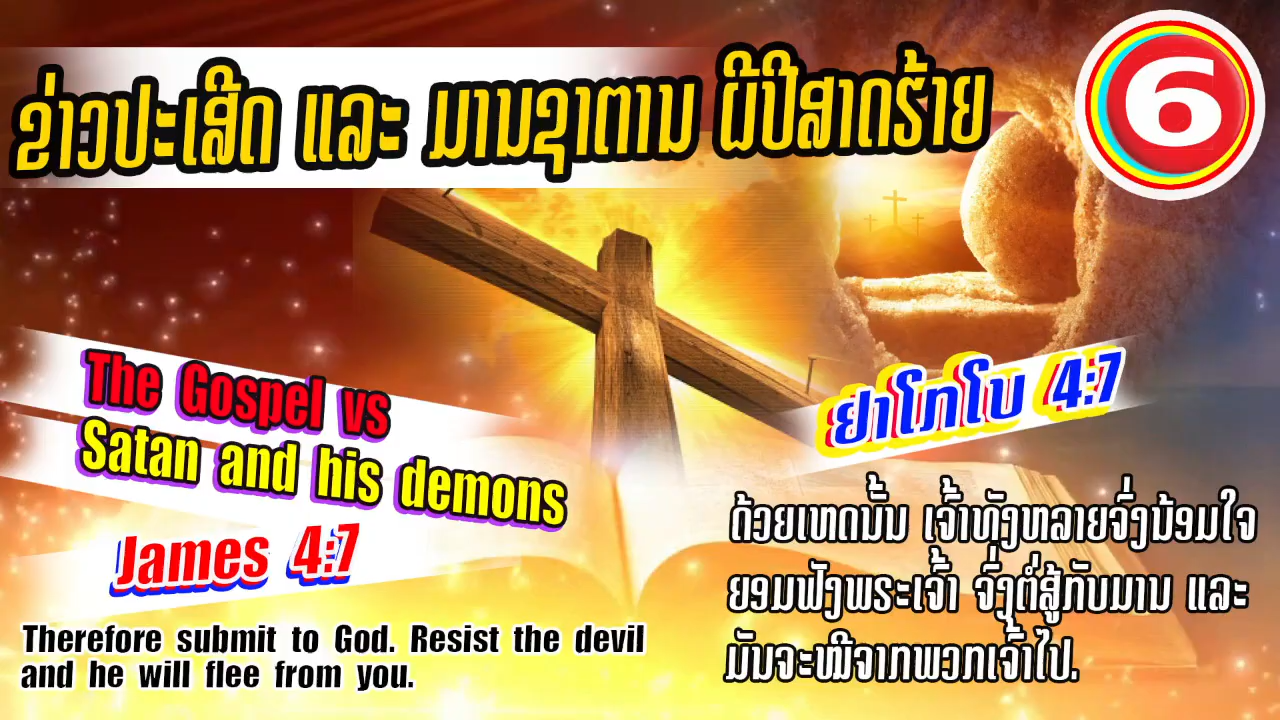 ຂ່າວປະເສີດ ແລະ ມານຊາຕານ ຜີປີສາດຮ້າຍ
6
The Gospel vs
Satan and his demons
James 4:7
Therefore submit to God. Resist the devil
and he will flee from you.
ຢາໂກໂບ 4:7
ດ້ວຍເຫດນັ້ນ ເຈົ້າທັງຫລາຍຈົ່ງນ້ອມໃຈ
ຍອມຟັງພຣະເຈົ້າ ຈົ່ງຕໍ່ສູ້ກັບມານ ແລະ
ມັນຈະໜີຈາກພວກເຈົ້າໄປ.